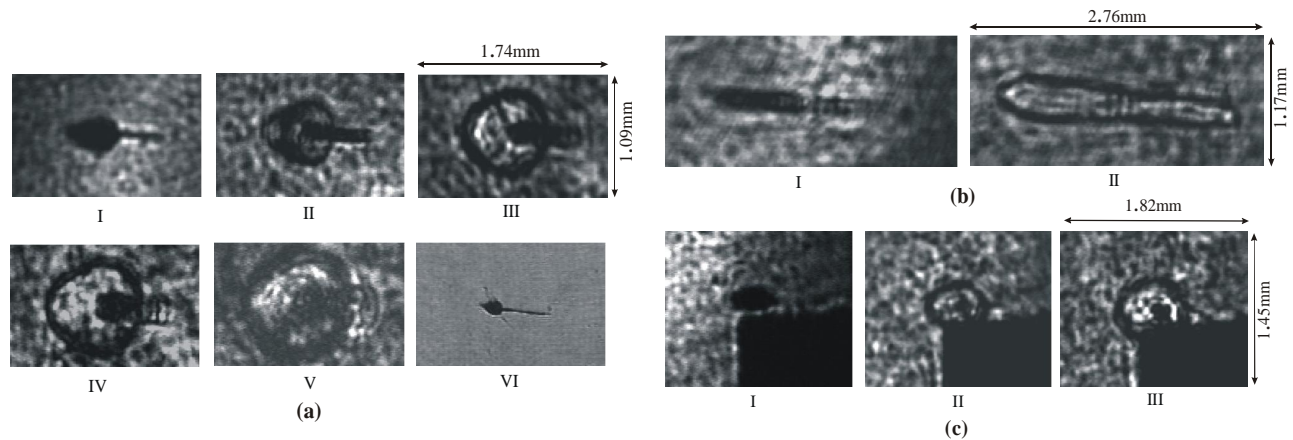 1.74mm
1.09mm
I
II
III
IV
V
VI
(a)
2.76mm
1.17mm
I
II
(b)
1.82mm
1.45mm
I
II
III
(c)